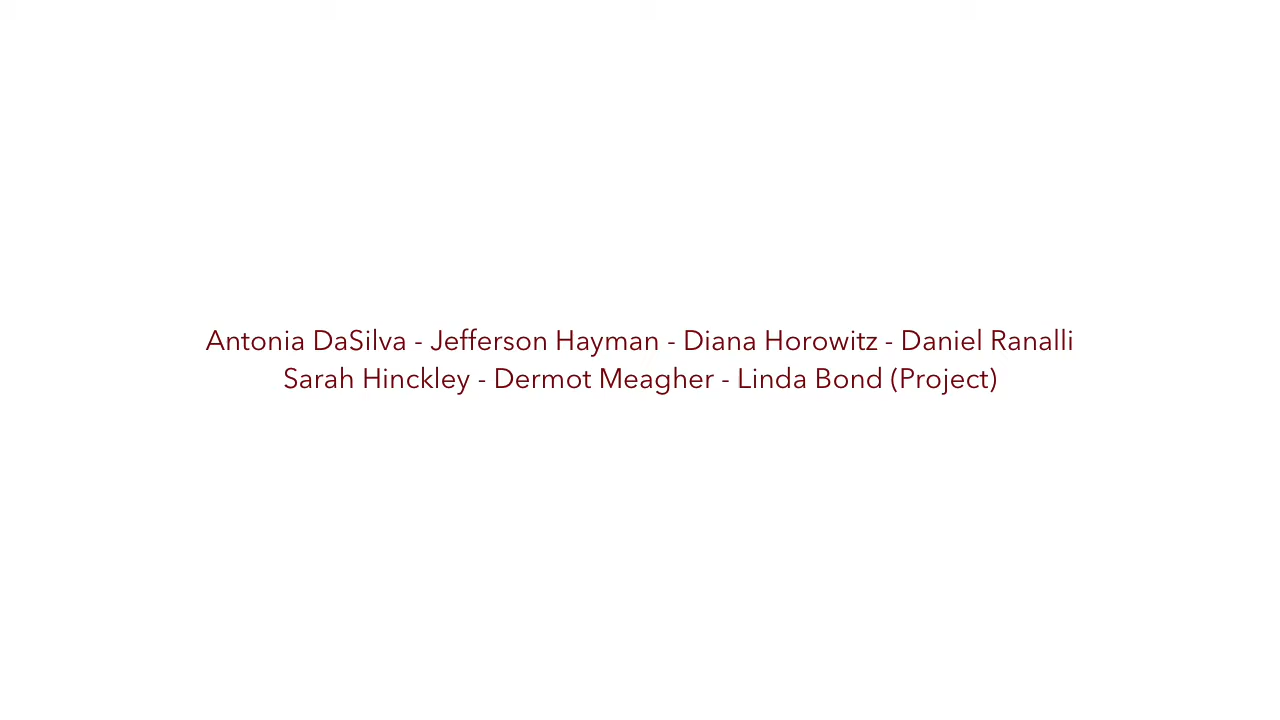 Antonia DaSilva - Jefferson Hayman - Diana Horowitz - Daniel Ranalli
Sarah Hinckley - Dermot Meagher - Linda Bond (Project)